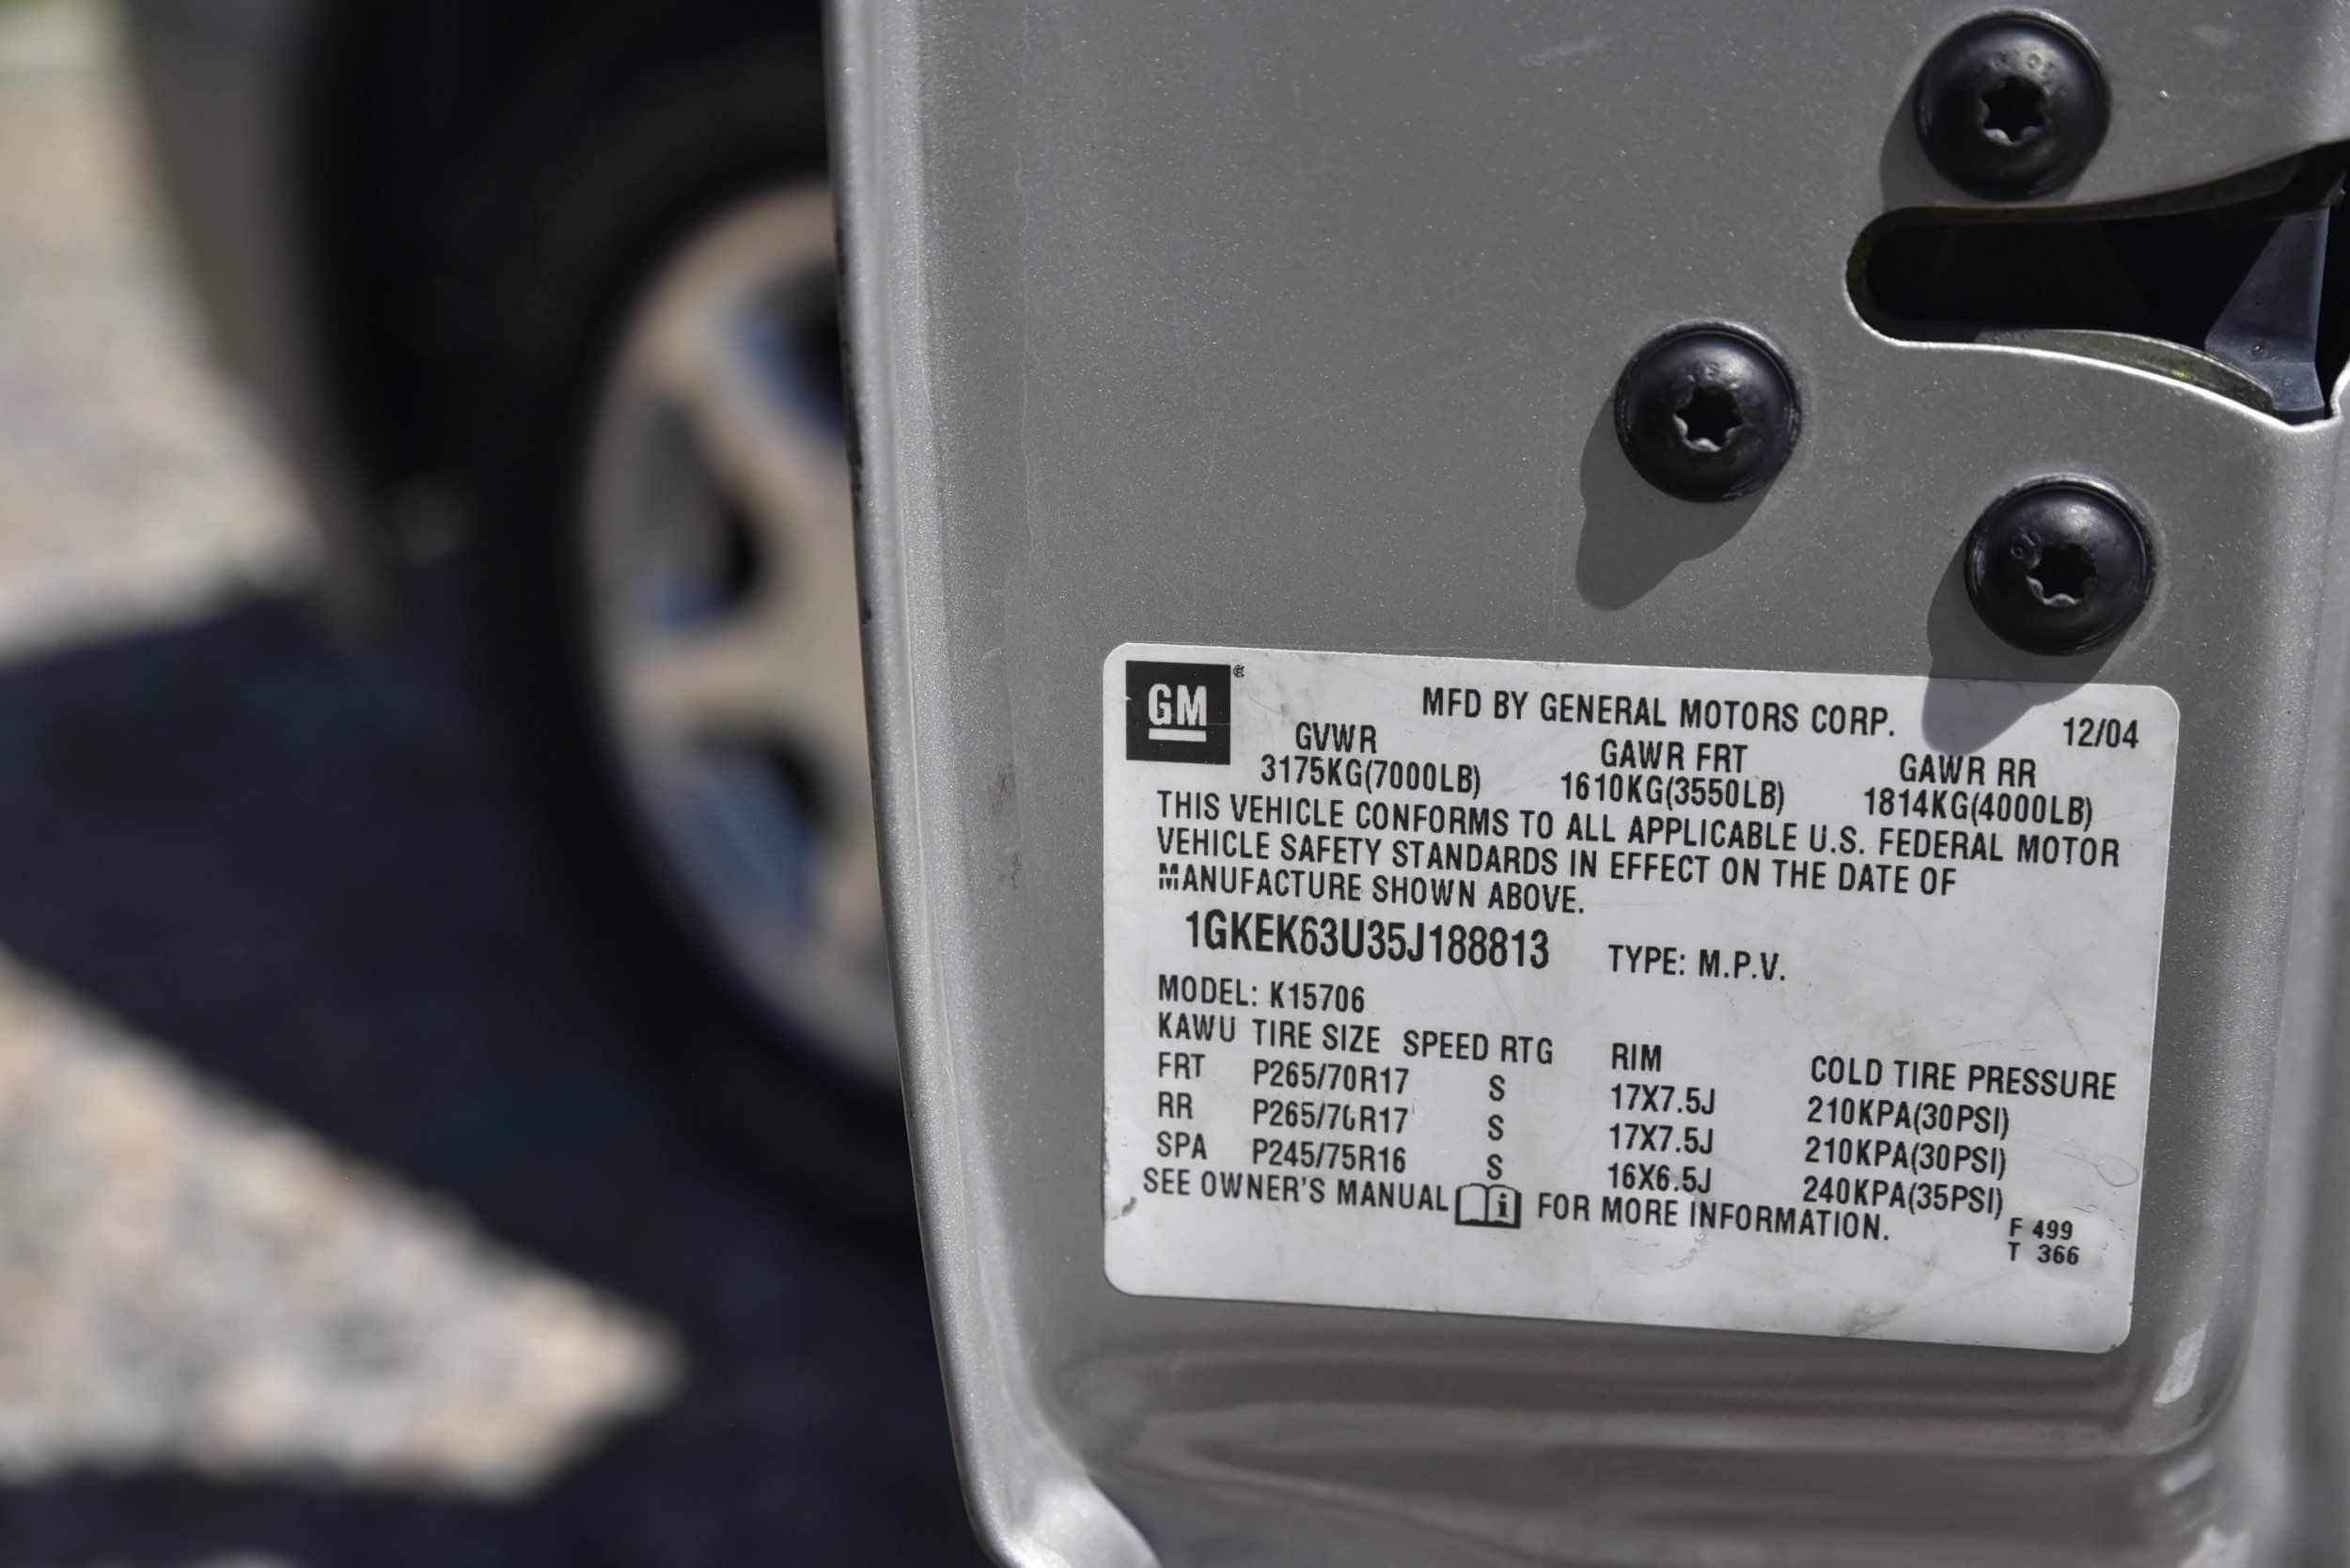 GM
MFD BY GENERAL MOTORS CORP. 12/04
GVWR GAWR FRT GAWR RR
3175KG(7000LB) 1610KG(3550LB) 1814KG(4000LB)
THIS VEHICLE CONFORMS TO ALL APPLICABLE U.S. FEDERAL MOTOR
VEHICLE SAFETY STANDARDS IN EFFECT ON THE DATE OF
MANUFACTURE SHOWN ABOVE.
1GKEK63U35J188813 TYPE: M.P.V.
MODEL: K15706
KAWU TIRE SIZE SPEED RTG RIM COLD TIRE PRESSURE
FRT P265/70R17 S 17X7.5J 210KPA(30PSI)
RR P265/70R17 S 17X7.5J 210KPA(30PSI)
SPA P245/75R16 S 16X6.5J 240KPA(35PSI)
SEE OWNER'S MANUAL i FOR MORE INFORMATION.
F 499
T 366